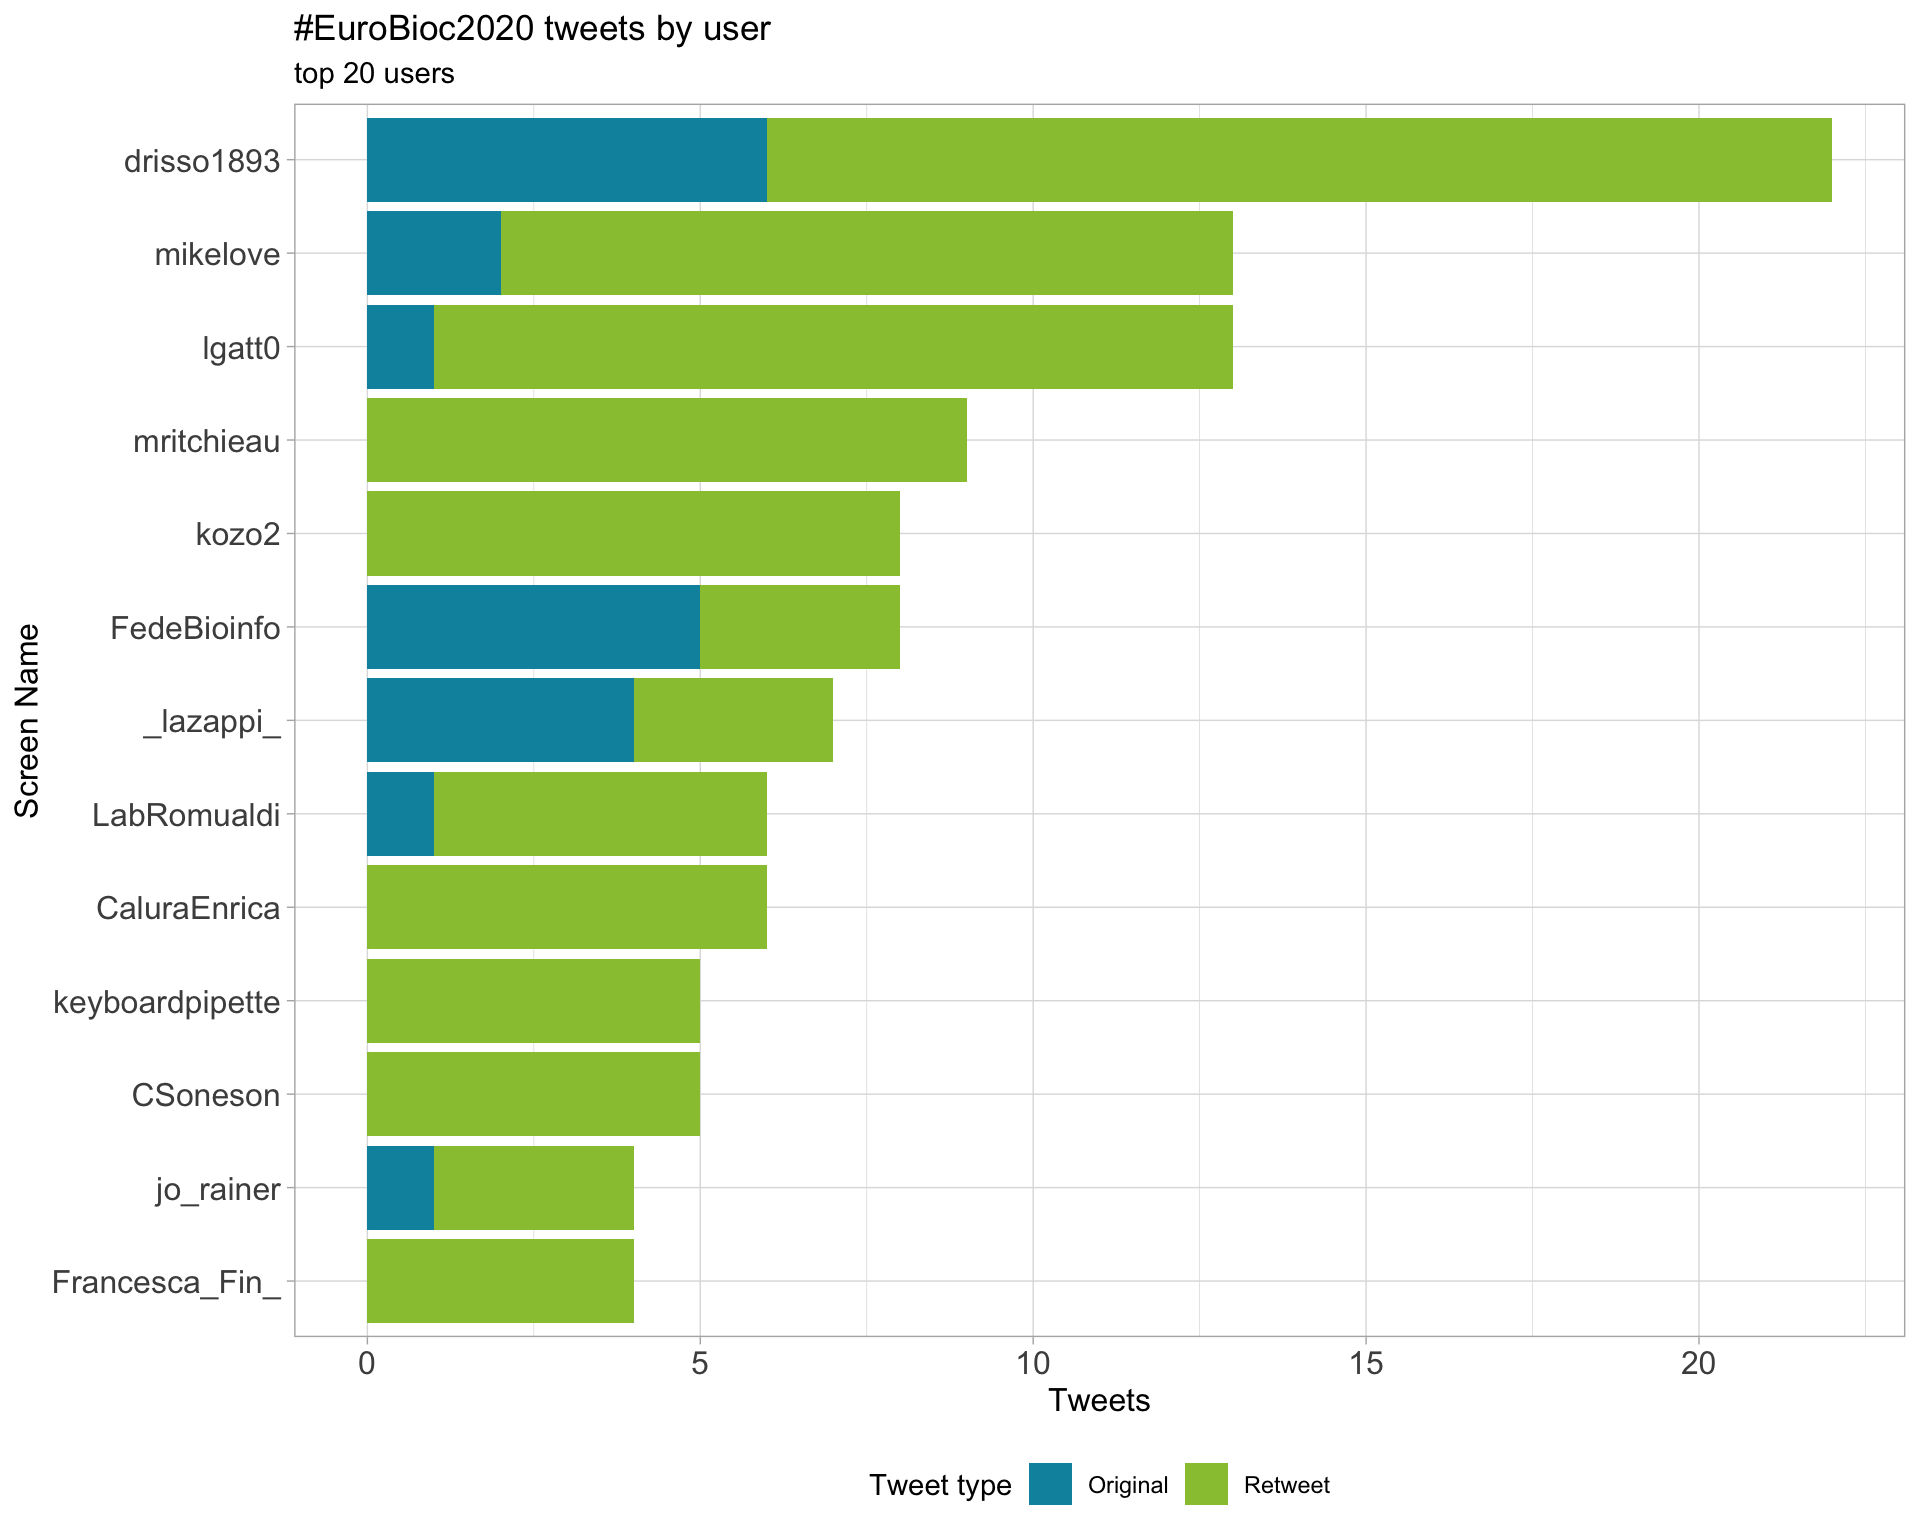 #EuroBioc2020 tweets by user
top 20 users
Screen Name
drisso1893
mikelove
lgatt0
mritchieau
kozo2
FedeBioinfo
_lazappi_
LabRomualdi
CaluraEnrica
keyboardpipette
CSoneson
jo_rainer
Francesca_Fin_
0 5 10 15 20
Tweets
Tweet type Original Retweet